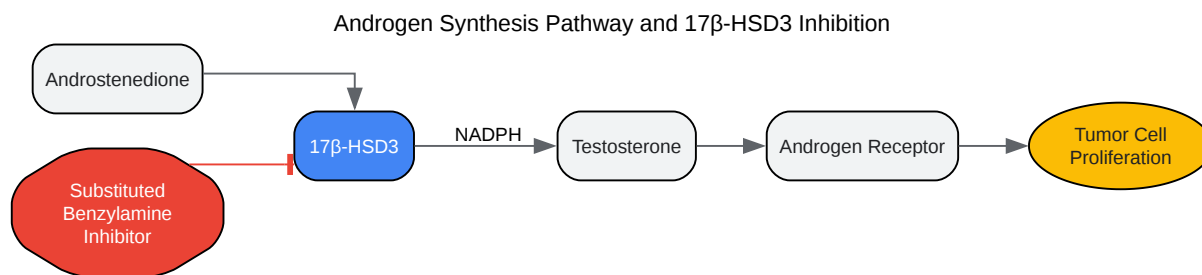 Androgen Synthesis Pathway and 17β-HSD3 Inhibition
Androstenedione
17β-HSD3
NADPH
Testosterone
Androgen Receptor
Tumor Cell
Proliferation
Substituted
Benzylamine
Inhibitor